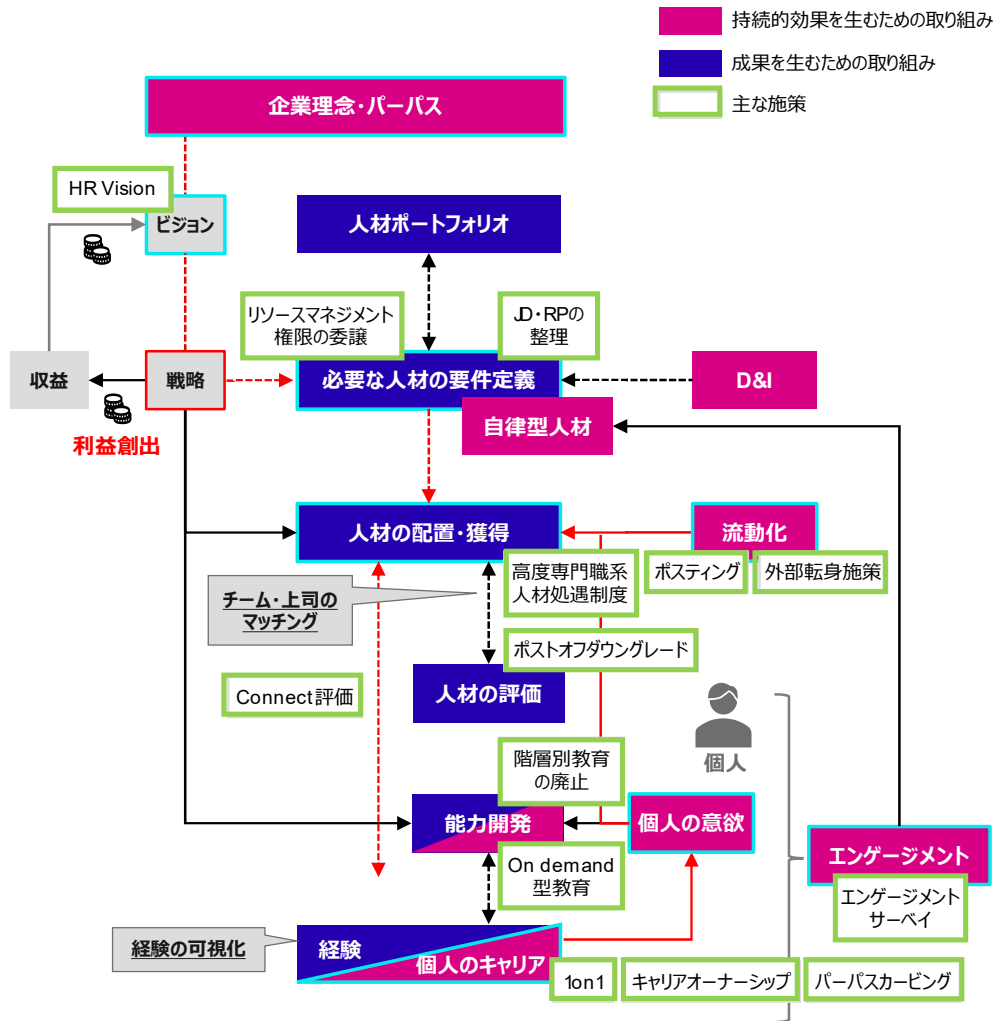 持続的効果を生むための取り組み
成果を生むための取り組み
主な施策
企業理念・パーパス
HR Vision
ビジョン
人材ポートフォリオ
リソースマネジメント
権限の委譲
JD・RPの
整理
収益
戦略
必要な人材の要件定義
D&I
自律型人材
利益創出
人材の配置・獲得
流動化
高度専門職系
人材処遇制度
ポスティング
外部転身施策
チーム・上司の
マッチング
ポストオフダウングレード
Connect評価
人材の評価
個人
階層別教育
の廃止
能力開発
個人の意欲
エンゲージメント
On demand
型教育
エンゲージメント
サーベイ
経験の可視化
経験
個人のキャリア
1on1
キャリアオーナーシップ
パーパスカービング